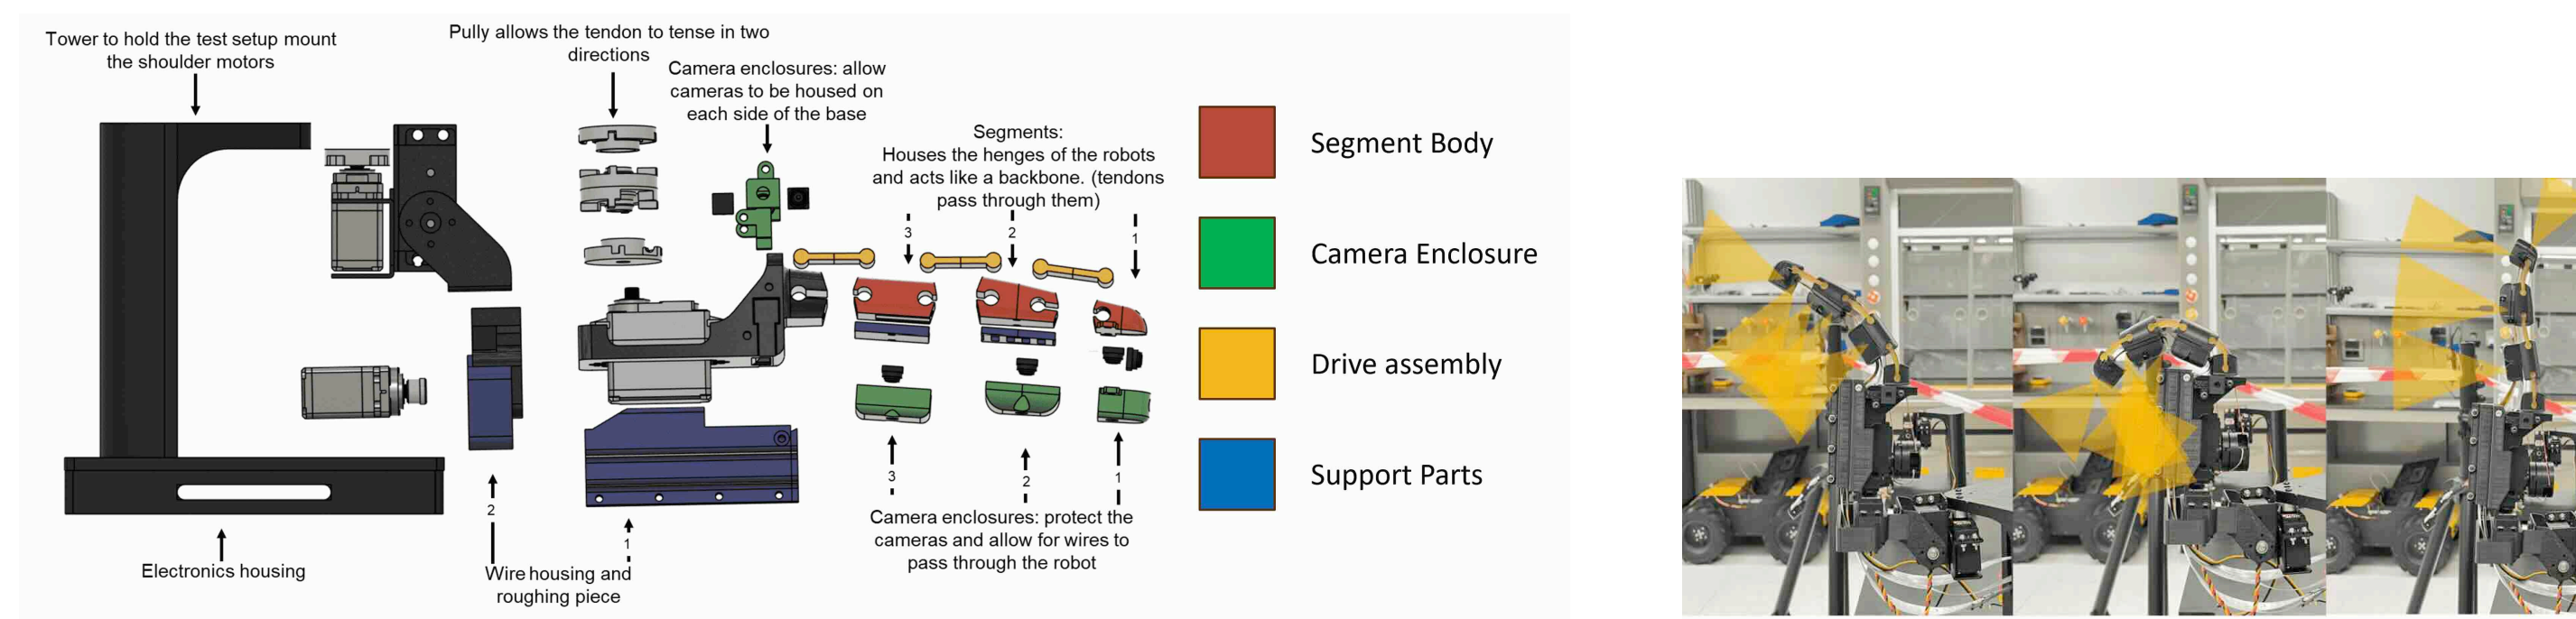 Tower to hold the test setup mount
the shoulder motors
Pully allows the tendon to tense in two
directions
Camera enclosures: allow
cameras to be housed on
each side of the base
Segments:
Houses the henges of the robots
and acts like a backbone. (tendons
pass through them)
3
2
1
Segment Body
Camera Enclosure
Drive assembly
Support Parts
2
1
3
2
1
Electronics housing
Wire housing and
roughing piece
Camera enclosures: protect the
cameras and allow for wires to
pass through the robot